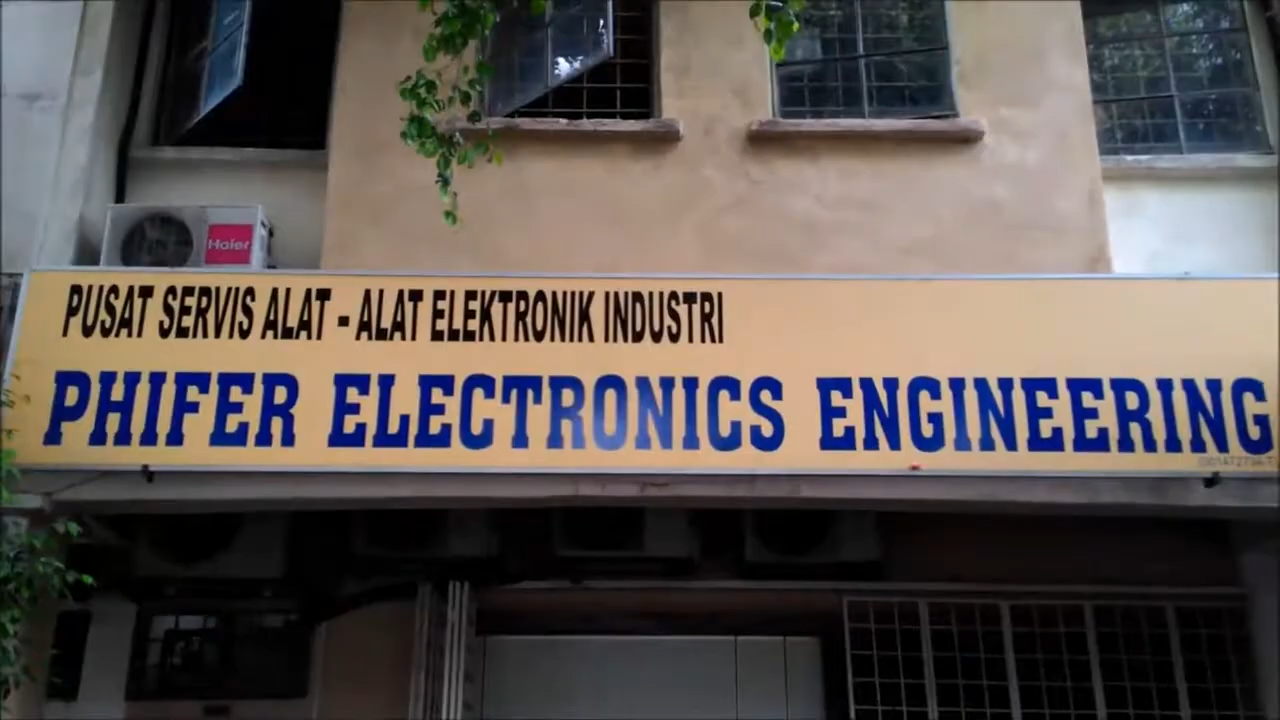 Haier
PUSAT SERVIS ALAT - ALAT ELEKTRONIK INDUSTRI
PHIFER ELECTRONICS ENGINEERING